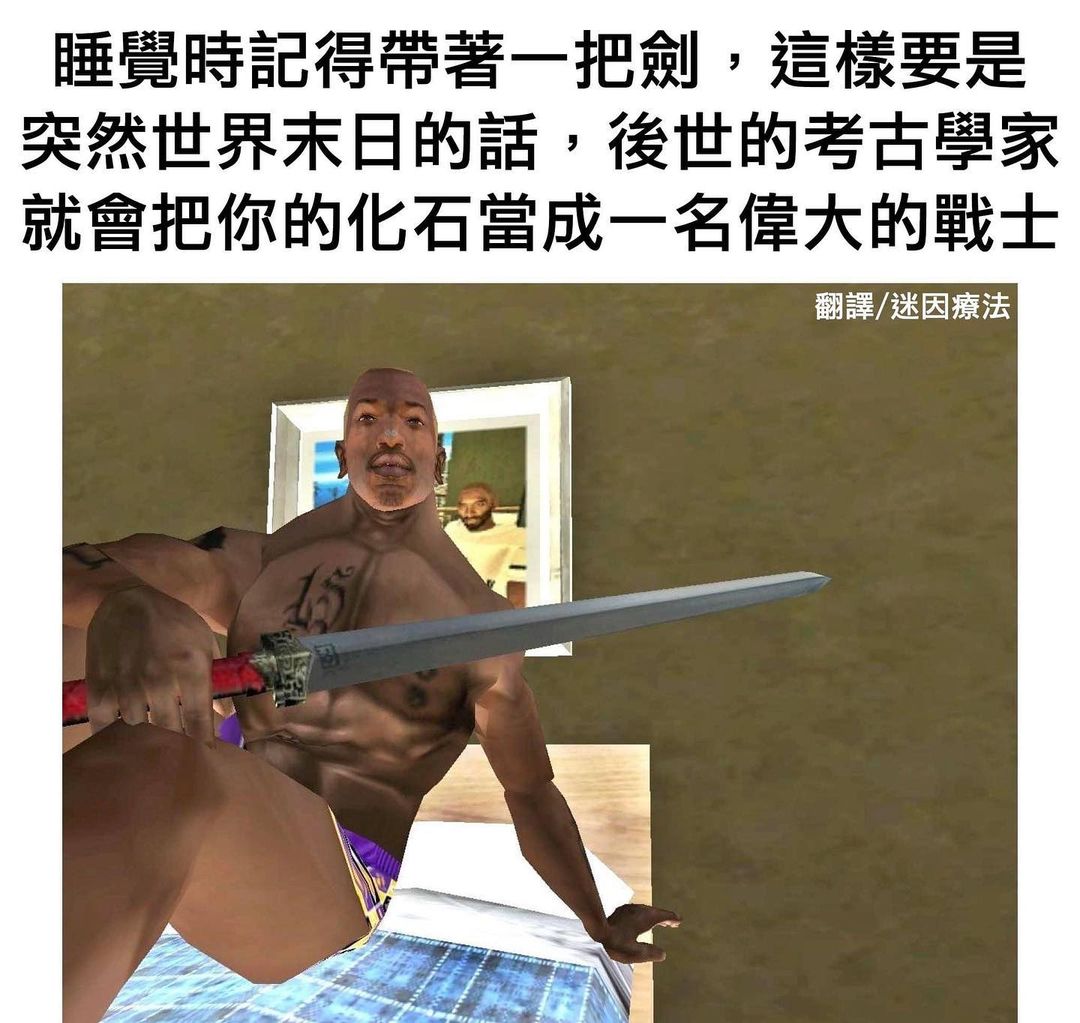 睡覺時記得帶著一把劍，這樣要是
突然世界末日的話，後世的考古學家
就會把你的化石當成一名偉大的戰士
翻譯/迷因療法